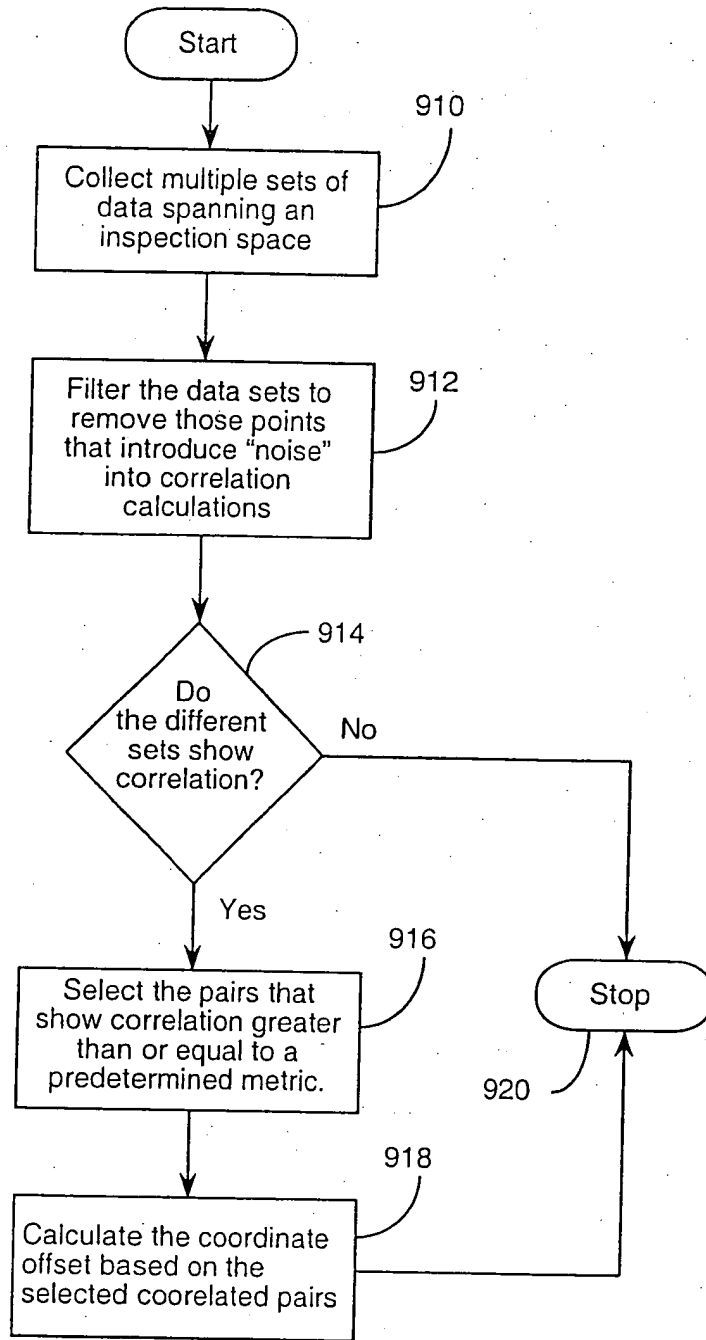 Start
910
Collect multiple sets of
data spanning an
inspection space
912
Filter the data sets to
remove those points
that introduce “noise”
into correlation
calculations
914
Do
the different
sets show
correlation?
No
Yes
916
Select the pairs that
show correlation greater
than or equal to a
predetermined metric.
Stop
920
918
Calculate the coordinate
offset based on the
selected coorelated pairs